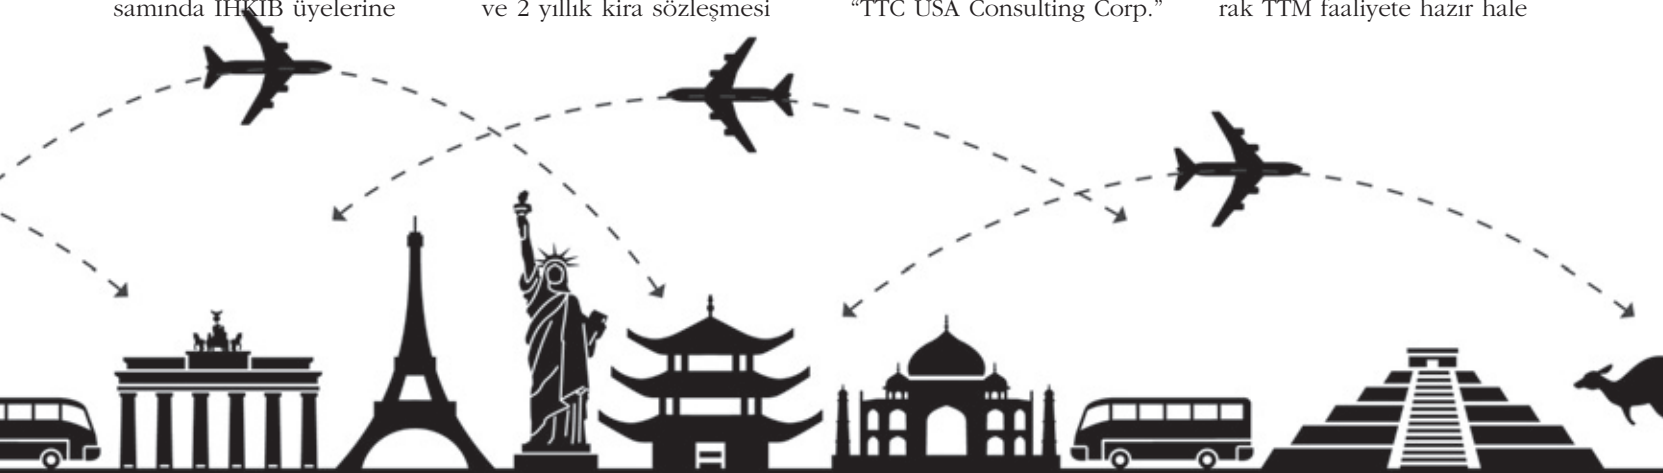 samında İHKİB üyelerine
ve 2 yıllık kira sözleşmesi
“TTC USA Consulting Corp.”
rak TTM faaliyete hazır hale